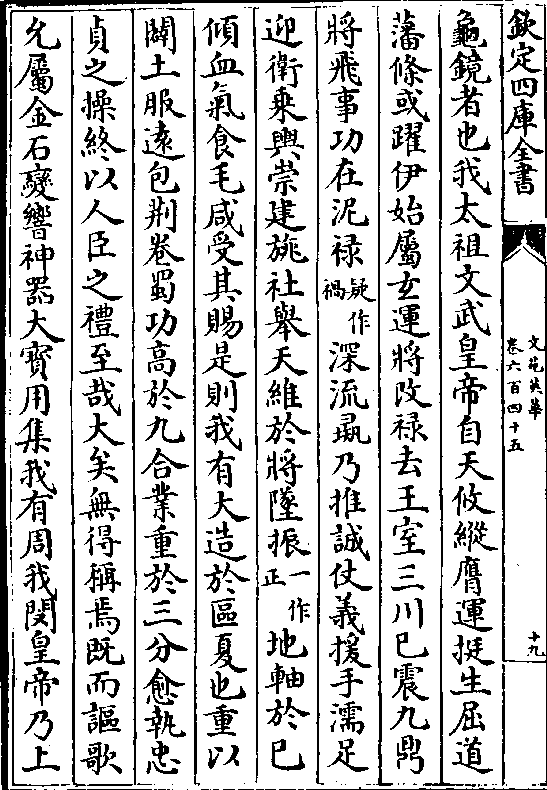 欽定四庫全書
文苑英華
卷六百四十五
十九
龜鏡者也我太祖文武皇帝自天攸縱膺運挺生屈道
藩條或躍伊始屬玄運將改祿去王室三川已震九鼎
將飛事功在泥祿疑作禍深流彘乃推誠仗義援手濡足
迎衛乗輿崇建旒社舉天維於將墜振一作正地軸於已
傾血氣食毛咸受其賜是則我有大造於區夏也重以
闢土服遠包荆卷蜀功高於九合業重於三分愈執忠
貞之操終以人臣之禮至哉大矣無得稱焉既而謳歌
允屬金石變響神器大寶用集我有周我閔皇帝乃上